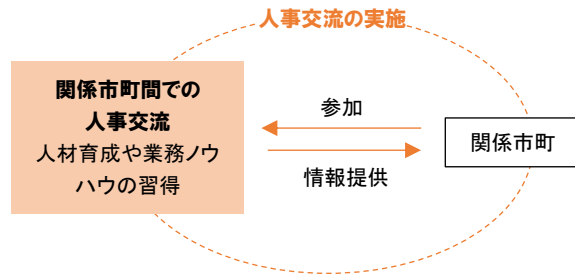 人事交流の実施
関係市町間での
人事交流
人材育成や業務ノウ
ハウの習得
参加
情報提供
関係市町